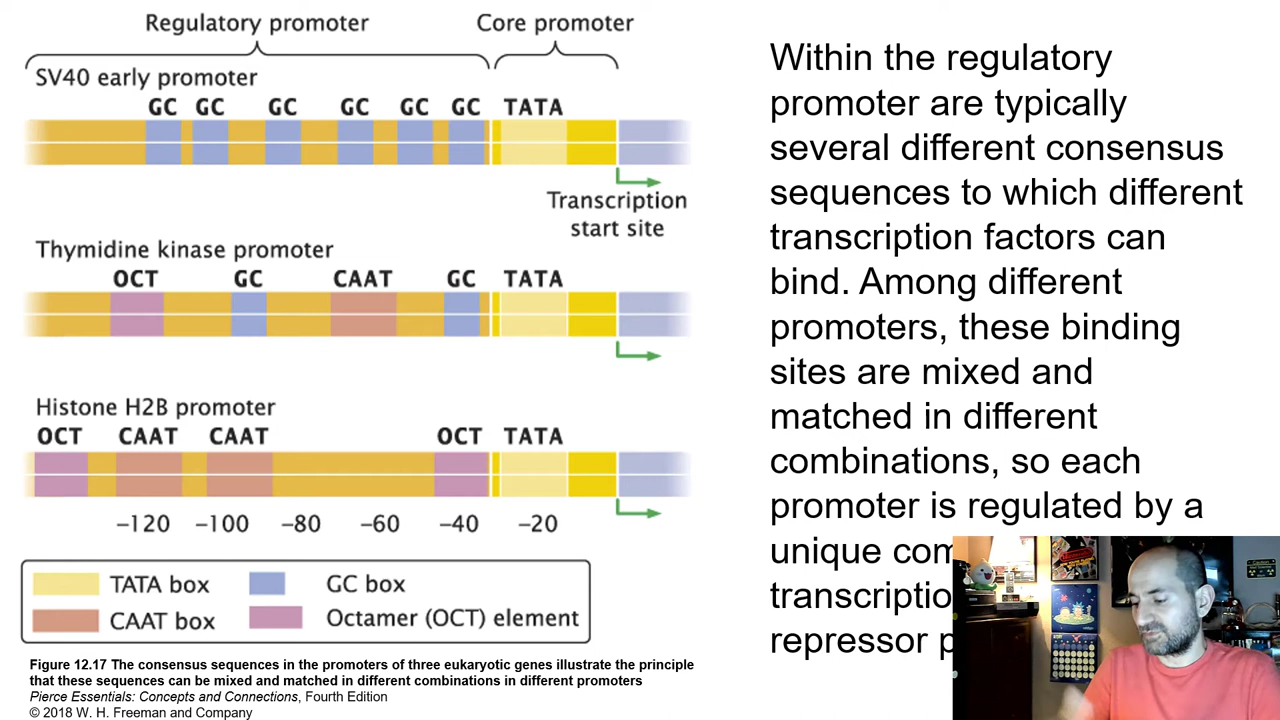 Regulatory promoter
Core promoter
SV40 early promoter
GC GC GC GC GC GC TATA
Transcription
start site
Thymidine kinase promoter
OCT GC CAAT GC TATA
Histone H2B promoter
OCT CAAT CAAT OCT TATA
–120 –100 –80 –60 –40 –20
TATA box
GC box
CAAT box
Octamer (OCT) element
Figure 12.17 The consensus sequences in the promoters of three eukaryotic genes illustrate the principle
that these sequences can be mixed and matched in different combinations in different promoters
Pierce Essentials: Concepts and Connections, Fourth Edition
© 2018 W. H. Freeman and Company
Within the regulatory
promoter are typically
several different consensus
sequences to which different
transcription factors can
bind. Among different
promoters, these binding
sites are mixed and
matched in different
combinations, so each
promoter is regulated by a
unique com
transcriptio
repressor p